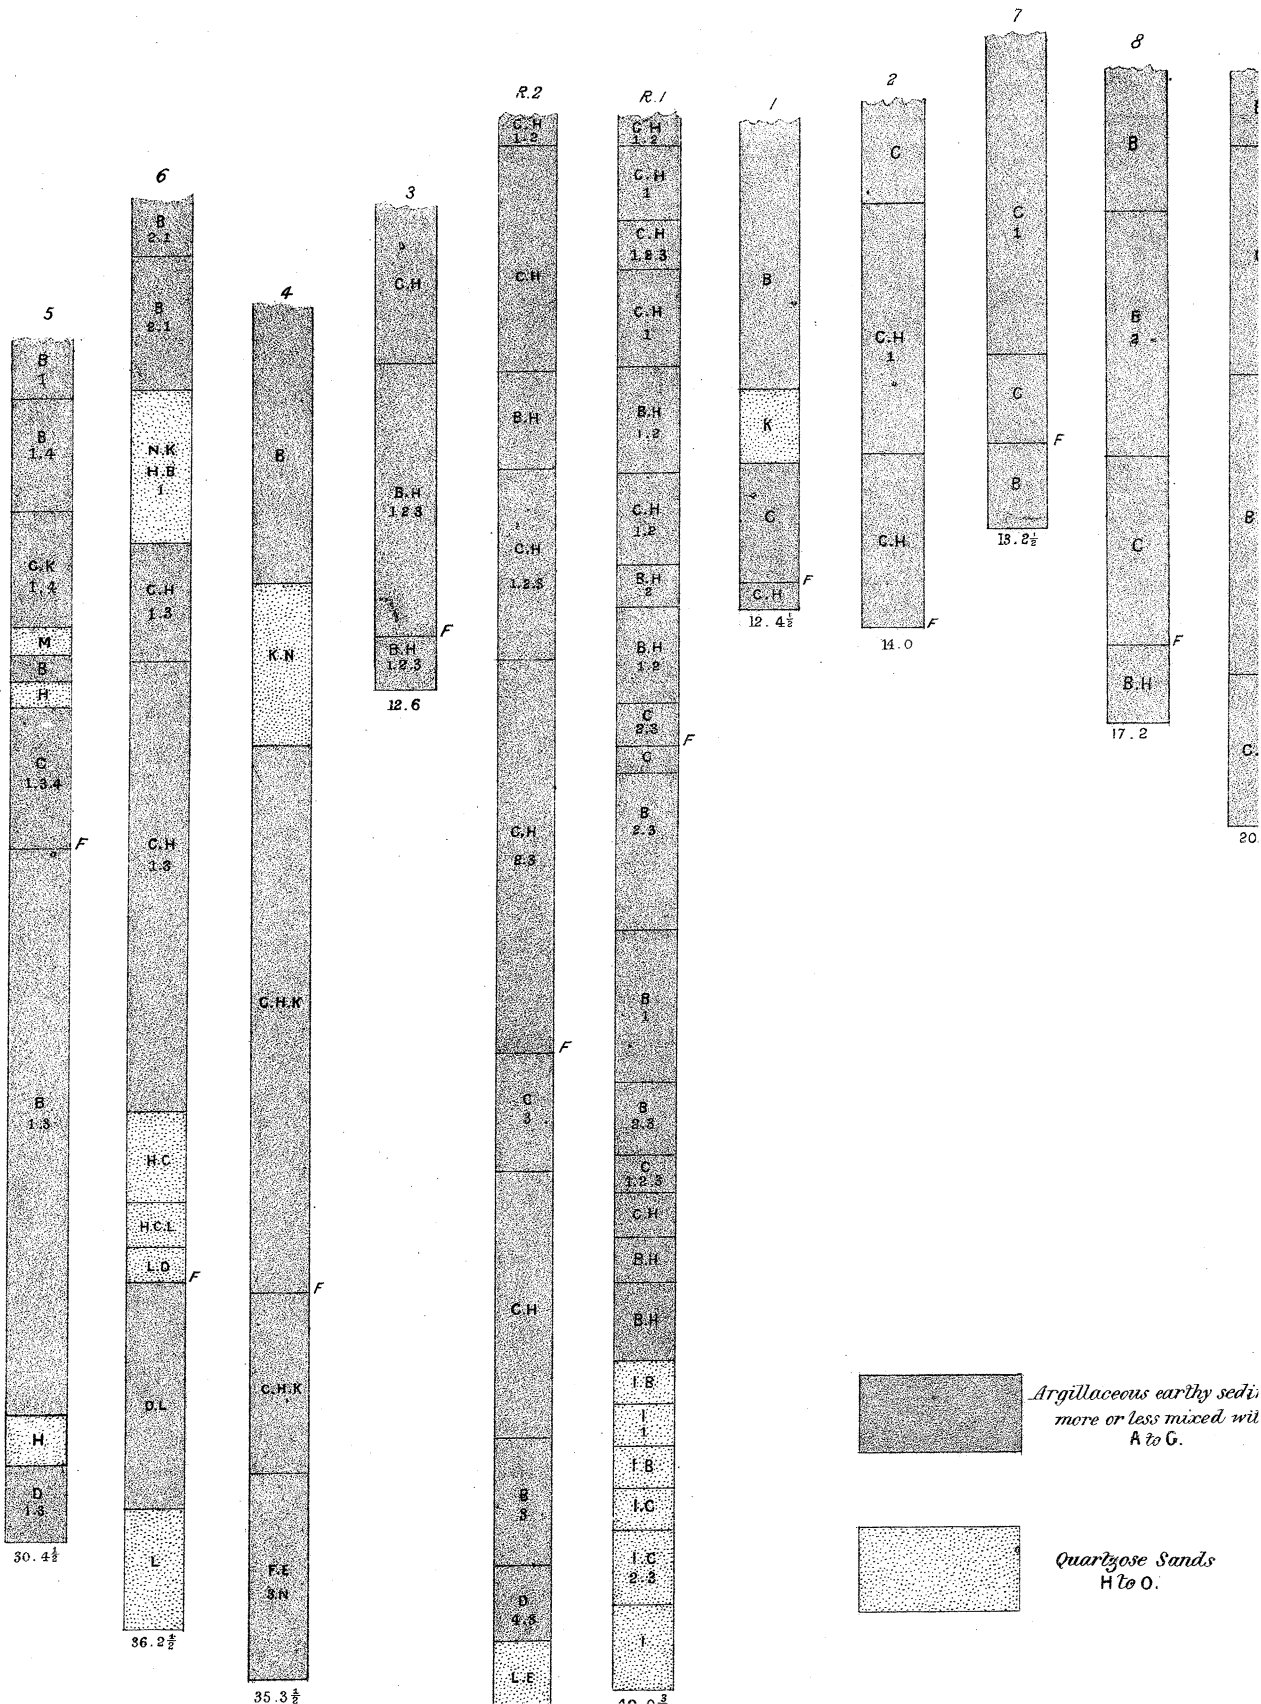 5
B
1
B
1.4
C.K
1.4
M
B
H
C
1.3.4
F
B
1.3
H
D
1.3
30.4½
6
B
2.1
B
2.1
N.K
H.B
1
C.H
1.3
C.H
1.3
H.C
H.C.L
L.D
F
D.L
L
36.2½
4
B
K.N
C.H.K
F
C.H.K
F.E
3.N
35.3½
3
C.H
B.H
1.2.3
F
B.H
1.2.3
12.6
R.2
C.H
1.2
C.H
B.H
C.H
1.2.3
C.H
2.3
F
C
3
C.H
B
3
D
4.3
L.E
R.1
C.H
1.2
C.H
1
C.H
1.2.3
C.H
1
B.H
1.2
C.H
1.2
B.H
2
B.H
1.2
C
2.3
F
C
B
2.3
B
1
B
2.3
C
1.2.3
C.H
B.H
B.H
I.B
I
1
I.B
I.C
I.C
2.3
I
1
B
K
C
F
C.H
12.4½
2
C
C.H
1
C.H
F
14.0
7
C
1
C
F
B
13.2½
8
B
B
2
C
F
B.H
17.2
B
C.
20.
Argillaceous earthy sedi
more or less mixed wit
A to G.
Quartzose Sands
H to O.